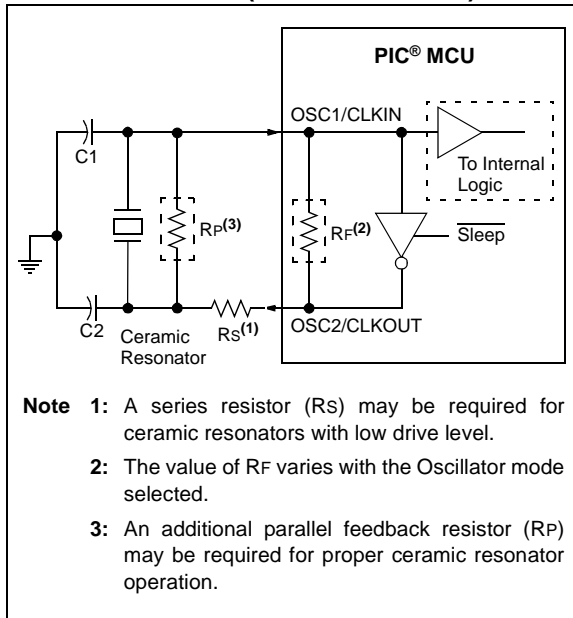 PIC® MCU
OSC1/CLKIN
C1
To Internal
Logic
RP(3)
RF(2)
Sleep
C2
Ceramic
Resonator
RS(1)
OSC2/CLKOUT
Note 1: A series resistor (RS) may be required for
ceramic resonators with low drive level.
2: The value of RF varies with the Oscillator mode
selected.
3: An additional parallel feedback resistor (RP)
may be required for proper ceramic resonator
operation.